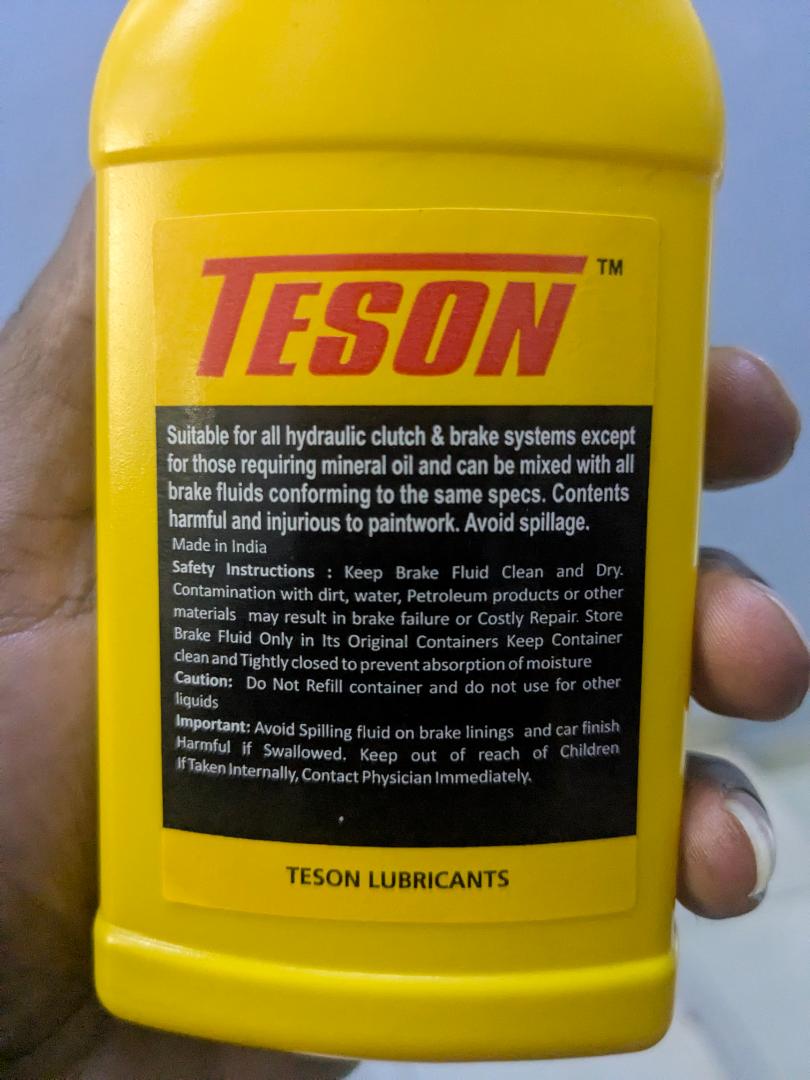 TESON TM
Suitable for all hydraulic clutch & brake systems except
for those requiring mineral oil and can be mixed with all
brake fluids conforming to the same specs. Contents
harmful and injurious to paintwork. Avoid spillage.
Made in India
Safety Instructions : Keep Brake Fluid Clean and Dry.
Contamination with dirt, water, Petroleum products or other
materials may result in brake failure or Costly Repair. Store
Brake Fluid Only in Its Original Containers Keep Container
clean and Tightly closed to prevent absorption of moisture
Caution: Do Not Refill container and do not use for other
liquids
Important: Avoid Spilling fluid on brake linings and car finish
Harmful if Swallowed. Keep out of reach of Children
If Taken Internally, Contact Physician Immediately.
TESON LUBRICANTS